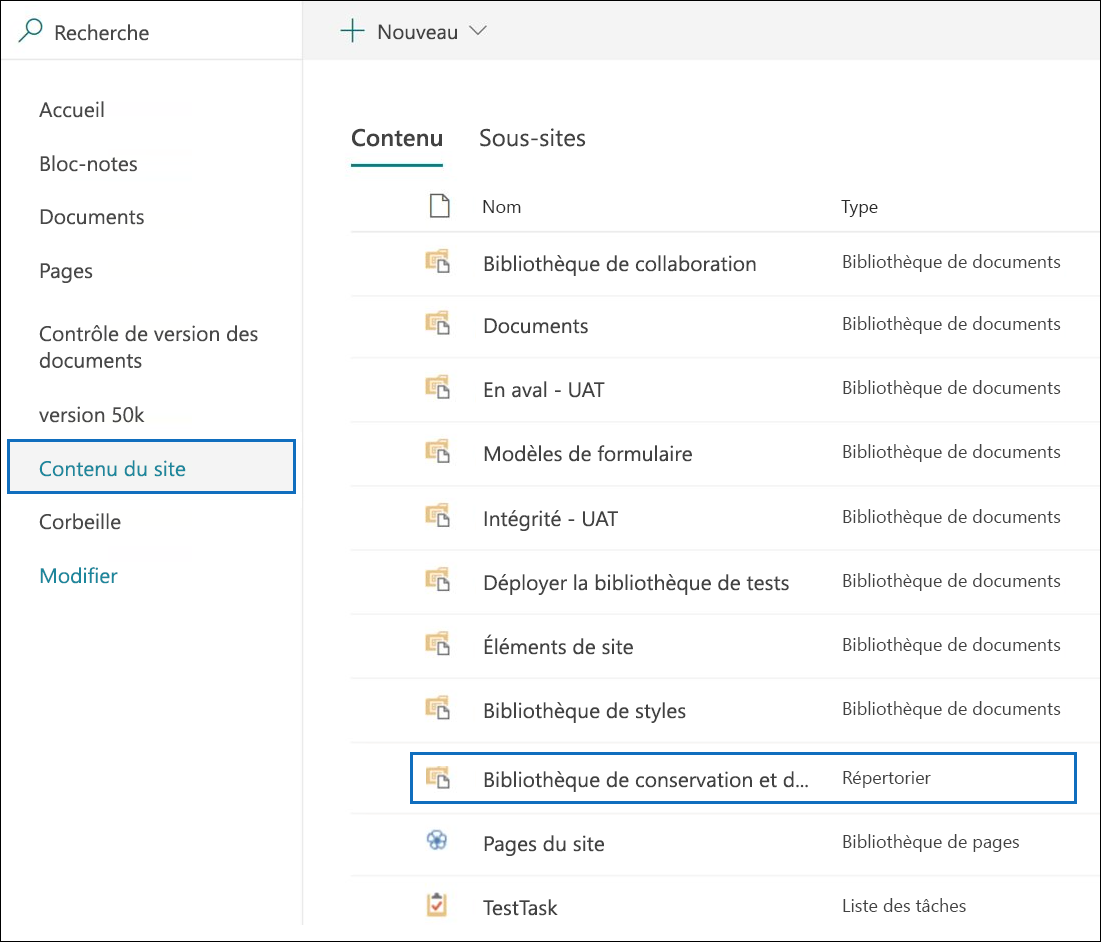 Recherche
Nouveau
Accueil
Bloc-notes
Documents
Pages
Contrôle de version des
documents
version 50k
Contenu du site
Corbeille
Modifier
Contenu Sous-sites
Nom Type
Bibliothèque de collaboration Bibliothèque de documents
Documents Bibliothèque de documents
En aval - UAT Bibliothèque de documents
Modèles de formulaire Bibliothèque de documents
Intégrité - UAT Bibliothèque de documents
Déployer la bibliothèque de tests Bibliothèque de documents
Éléments de site Bibliothèque de documents
Bibliothèque de styles Bibliothèque de documents
Bibliothèque de conservation et d... Répertorier
Pages du site Bibliothèque de pages
TestTask Liste des tâches